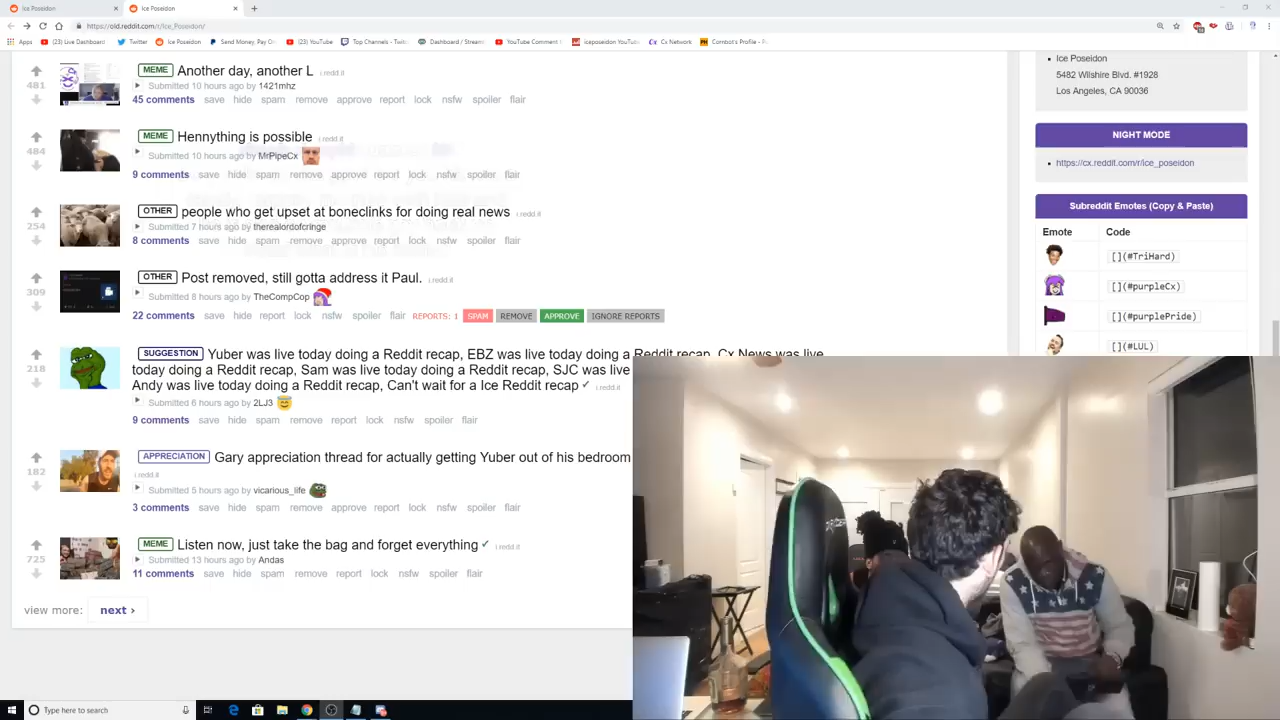 Ice Poseidon
Ice Poseidon
https://old.reddit.com/r/Ice_Poseidon/
Apps (23) Live Dashboard Twitter Ice Poseidon Send Money, Pay On (23) YouTube Top Channels - Twitc Dashboard / Stream YouTube Comment iceposeidon YouTub Cx Network Cornbot's Profile - P
481
MEME Another day, another L i.redd.it
Submitted 10 hours ago by 1421mhz
45 comments save hide spam remove approve report lock nsfw spoiler flair
484
MEME Hennything is possible i.redd.it
Submitted 10 hours ago by MrPipeCx
9 comments save hide spam remove approve report lock nsfw spoiler flair
254
OTHER people who get upset at boneclinks for doing real news i.redd.it
Submitted 7 hours ago by therealordofcringe
8 comments save hide spam remove approve report lock nsfw spoiler flair
309
OTHER Post removed, still gotta address it Paul. i.redd.it
Submitted 8 hours ago by TheCompCop
22 comments save hide report lock nsfw spoiler flair REPORTS: 1 SPAM REMOVE APPROVE IGNORE REPORTS
218
SUGGESTION Yuber was live today doing a Reddit recap, EBZ was live today doing a Reddit recap, Cx News was live
today doing a Reddit recap, Sam was live today doing a Reddit recap, SJC was live
Andy was live today doing a Reddit recap, Can't wait for a Ice Reddit recap ✓ i.redd.it
Submitted 6 hours ago by 2LJ3
9 comments save hide spam remove report lock nsfw spoiler flair
182
APPRECIATION Gary appreciation thread for actually getting Yuber out of his bedroom
i.redd.it
Submitted 5 hours ago by vicarious_life
3 comments save hide spam remove approve report lock nsfw spoiler flair
725
MEME Listen now, just take the bag and forget everything ✓ i.redd.it
Submitted 13 hours ago by Andas
11 comments save hide spam remove report lock nsfw spoiler flair
view more: next ›
Ice Poseidon
5482 Wilshire Blvd. #1928
Los Angeles, CA 90036
NIGHT MODE
https://cx.reddit.com/r/ice_poseidon
Subreddit Emotes (Copy & Paste)
Emote Code
[](#TriHard)
[](#purpleCx)
[](#purplePride)
[](#LUL)
Type here to search